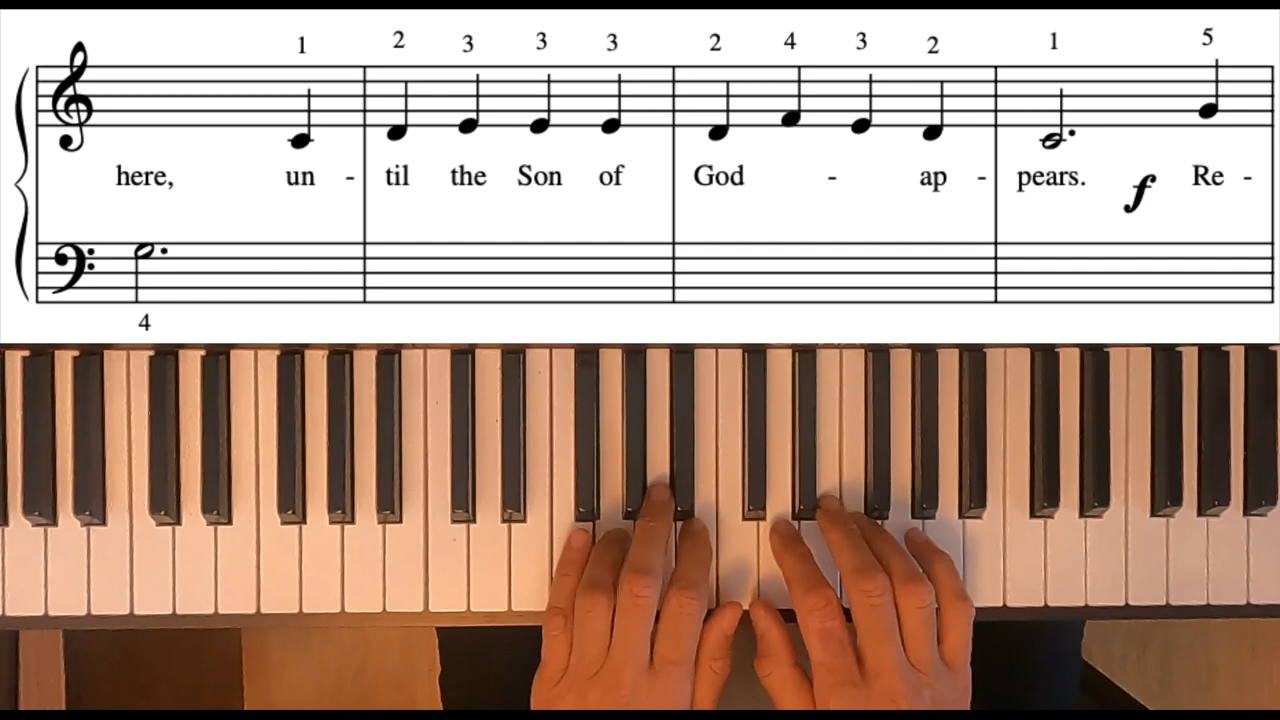 1 2 3 3 3 2 4 3 2 1 5
here, un - til the Son of God - ap - pears. f Re -
4